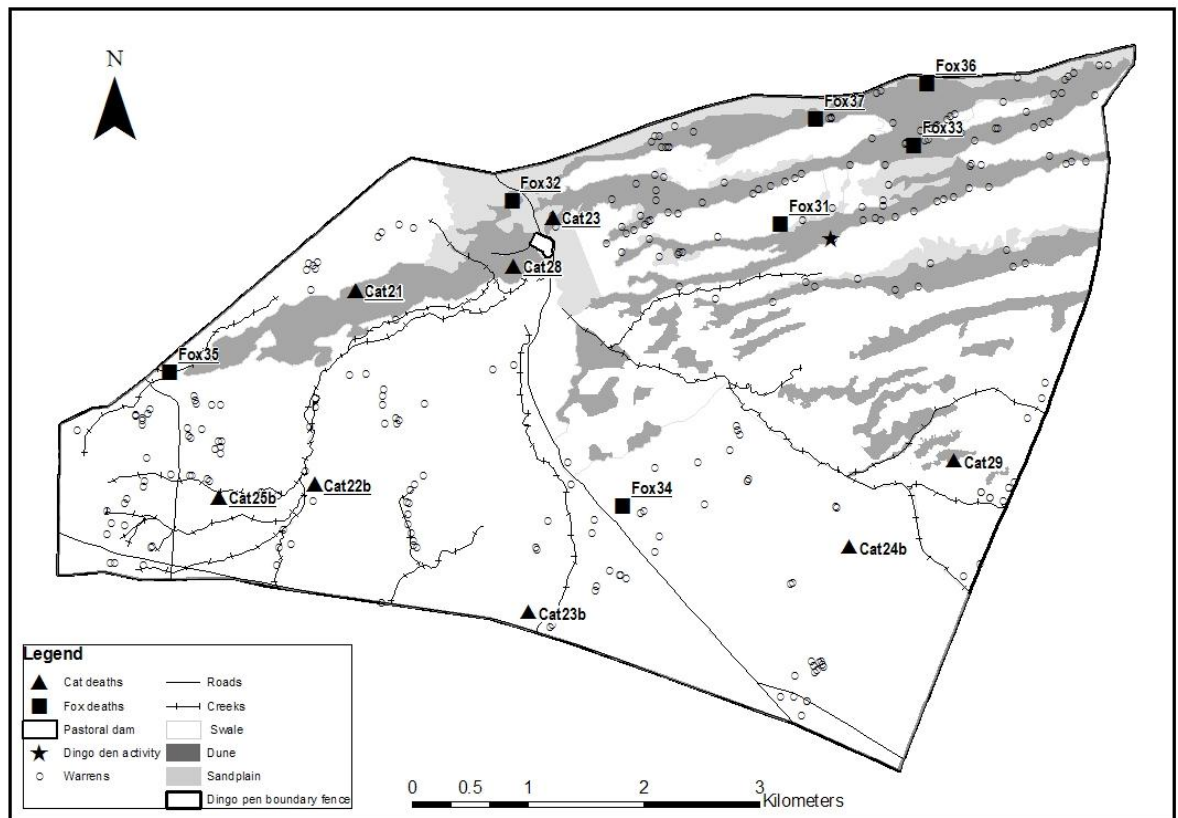 N
Fox36
Fox37
Fox33
Fox32
Cat23
Fox31
Cat28
Cat21
Fox35
Cat29
Cat25b
Cat22b
Fox34
Cat24b
Cat23b
Legend
Cat deaths
Roads
Fox deaths
Creeks
Pastoral dam
Swale
Dingo den activity
Dune
Warrens
Sandplain
Dingo pen boundary fence
0 0.5 1 2 3
Kilometers